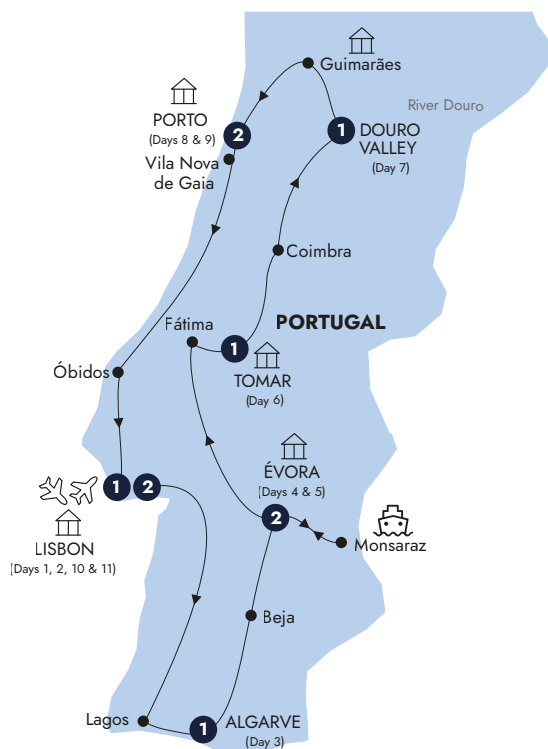 Guimarães
River Douro
PORTO
(Days 8 & 9)
2
1
DOURO
VALLEY
(Day 7)
Vila Nova
de Gaia
Coimbra
PORTUGAL
Fátima
1
TOMAR
(Day 6)
Óbidos
ÉVORA
(Days 4 & 5)
2
1
2
LISBON
(Days 1, 2, 10 & 11)
Monsaraz
Beja
Lagos
1
ALGARVE
(Day 3)